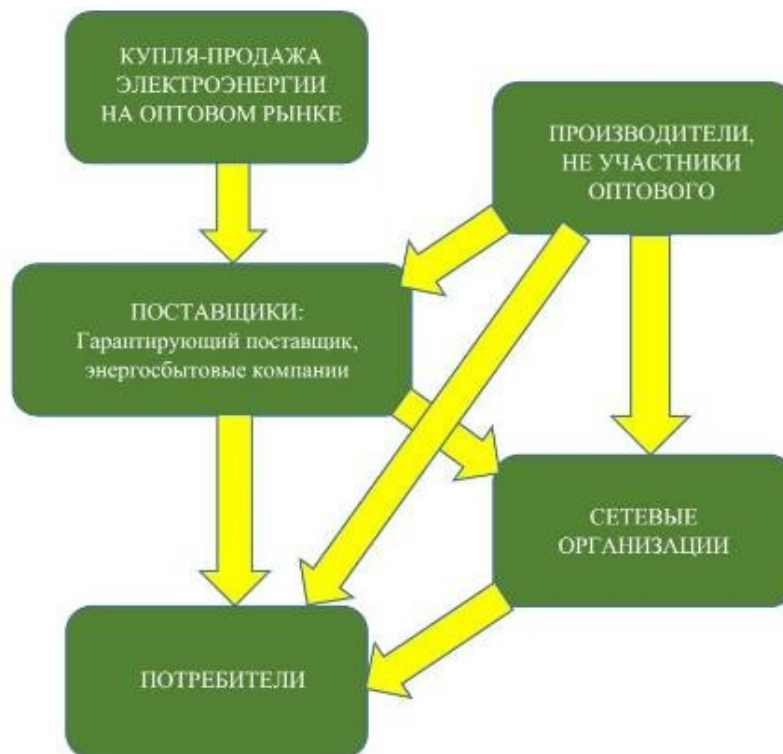 КУПЛЯ-ПРОДАЖА
ЭЛЕКТРОЭНЕРГИИ
НА ОПТОВОМ РЫНКЕ
ПРОИЗВОДИТЕЛИ,
НЕ УЧАСТНИКИ
ОПТОВОГО
ПОСТАВЩИКИ:
Гарантирующий поставщик,
энергосбытовые компании
СЕТЕВЫЕ
ОРГАНИЗАЦИИ
ПОТРЕБИТЕЛИ